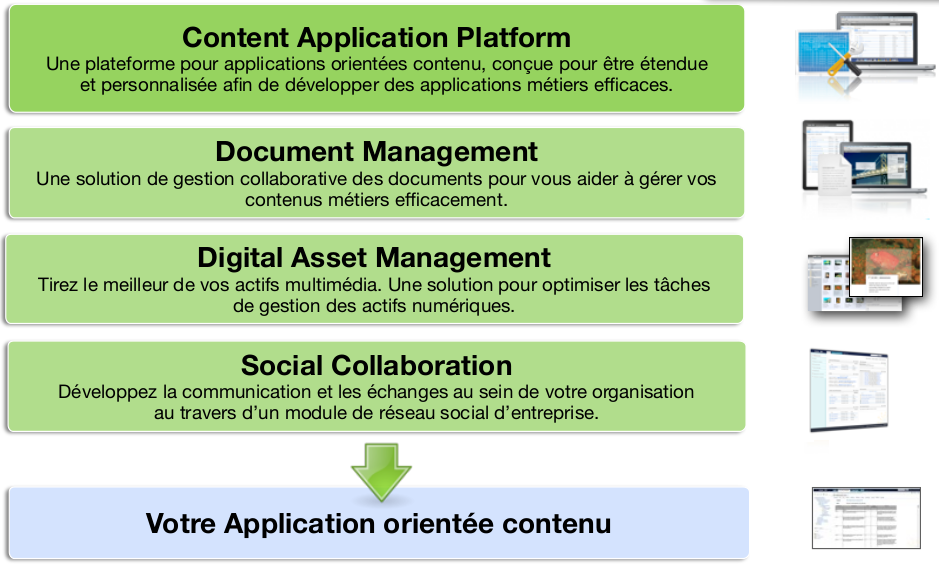 Content Application Platform
Une plateforme pour applications orientées contenu, conçue pour être étendue
et personnalisée afin de développer des applications métiers efficaces.
Document Management
Une solution de gestion collaborative des documents pour vous aider à gérer vos
contenus métiers efficacement.
Digital Asset Management
Tirez le meilleur de vos actifs multimédia. Une solution pour optimiser les tâches
de gestion des actifs numériques.
Social Collaboration
Développez la communication et les échanges au sein de votre organisation
au travers d’un module de réseau social d’entreprise.
Votre Application orientée contenu